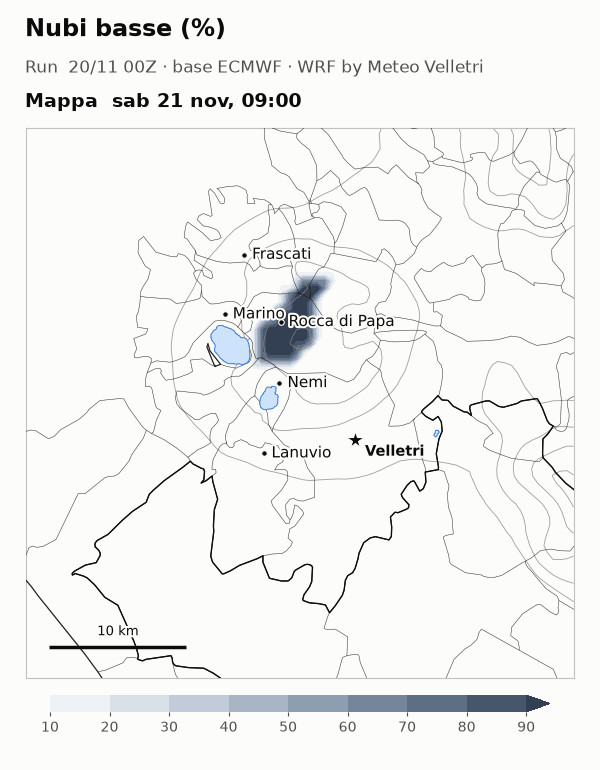 Nubi basse (%)
Run  20/11 00Z · base ECMWF · WRF by Meteo Velletri
Mappa  sab 21 nov, 09:00
Frascati
Marino
Rocca di Papa
Nemi
Velletri
Lanuvio
10 km
10 20 30 40 50 60 70 80 90